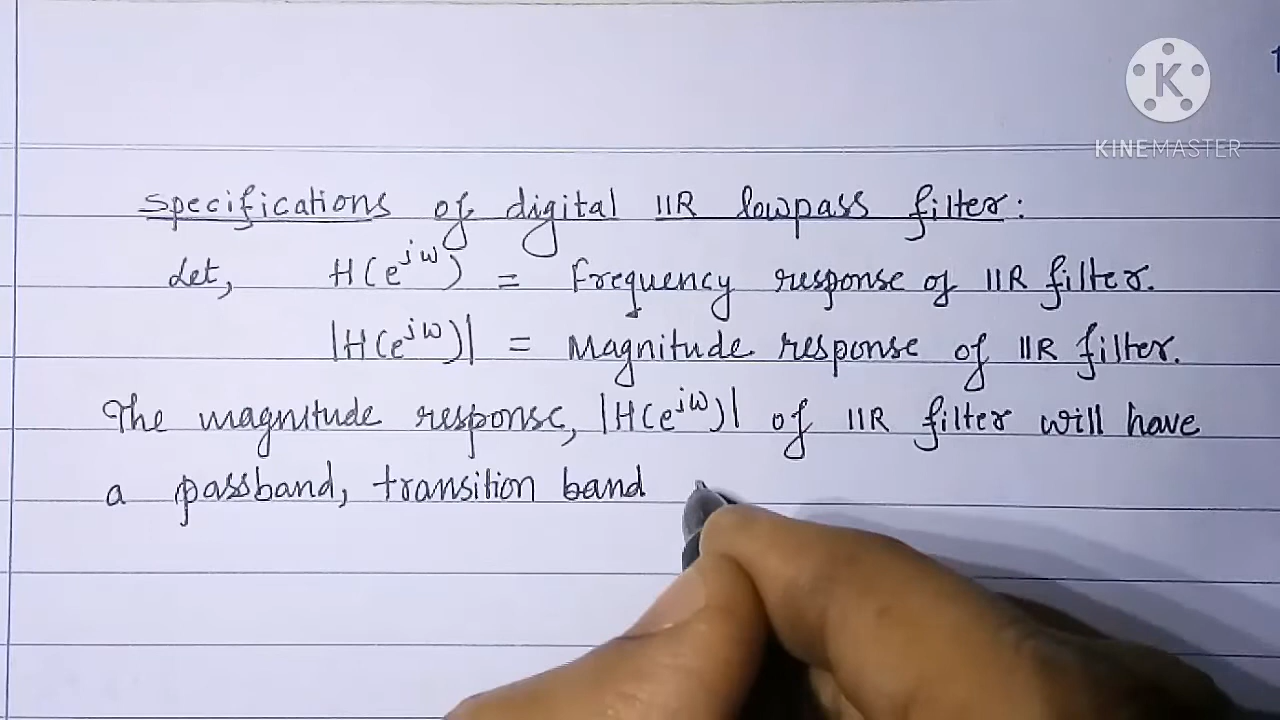 K
KINEMASTER
Specifications of digital IIR lowpass filter:
Let, H(e^jω) = Frequency response of IIR filter.
|H(e^jω)| = Magnitude response of IIR filter.
The magnitude response, |H(e^jω)| of IIR filter will have
a passband, transition band